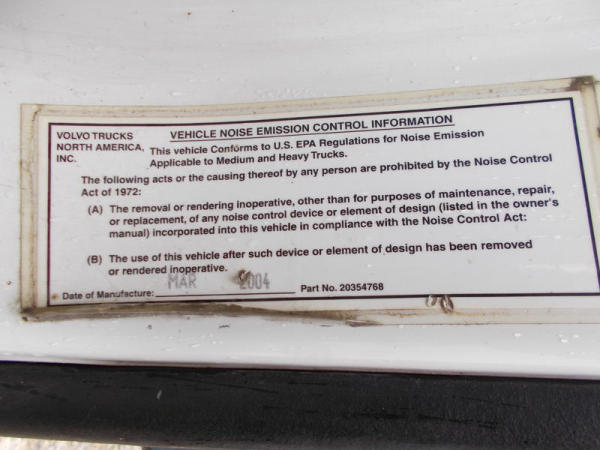 VEHICLE NOISE EMISSION CONTROL INFORMATION
VOLVO TRUCKS
NORTH AMERICA,
INC.
This vehicle Conforms to U.S. EPA Regulations for Noise Emission
Applicable to Medium and Heavy Trucks.
The following acts or the causing thereof by any person are prohibited by the Noise Control
Act of 1972:
(A) The removal or rendering inoperative, other than for purposes of maintenance, repair,
or replacement, of any noise control device or element of design (listed in the owner's
manual) incorporated into this vehicle in compliance with the Noise Control Act:
(B) The use of this vehicle after such device or element of design has been removed
or rendered inoperative.
Date of Manufacture: MAR 2004 Part No. 20354768